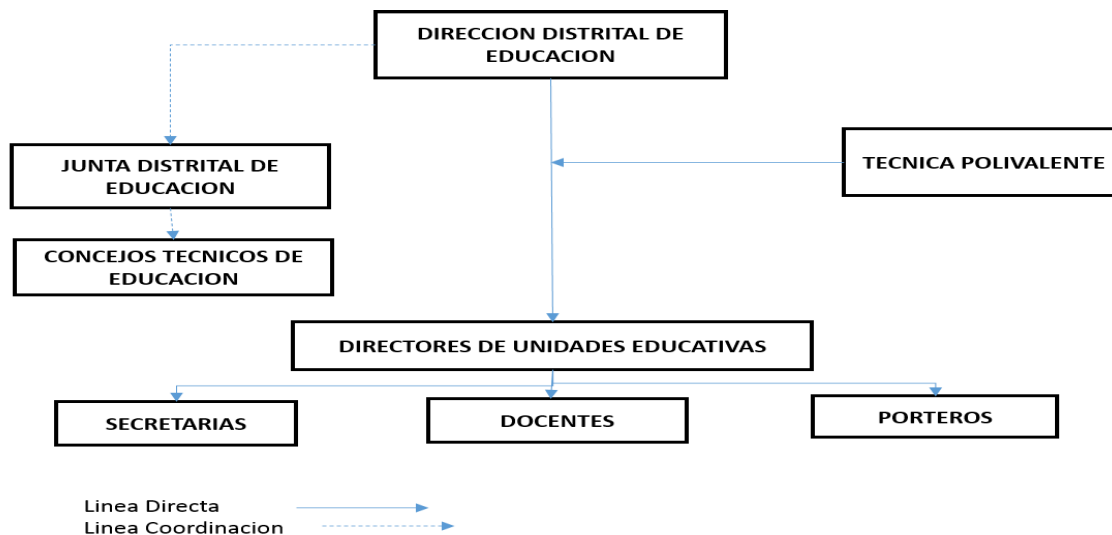 DIRECCION DISTRITAL DE
EDUCACION
JUNTA DISTRITAL DE
EDUCACION
TECNICA POLIVALENTE
CONCEJOS TECNICOS DE
EDUCACION
DIRECTORES DE UNIDADES EDUCATIVAS
SECRETARIAS
DOCENTES
PORTEROS
Linea Directa
Linea Coordinacion